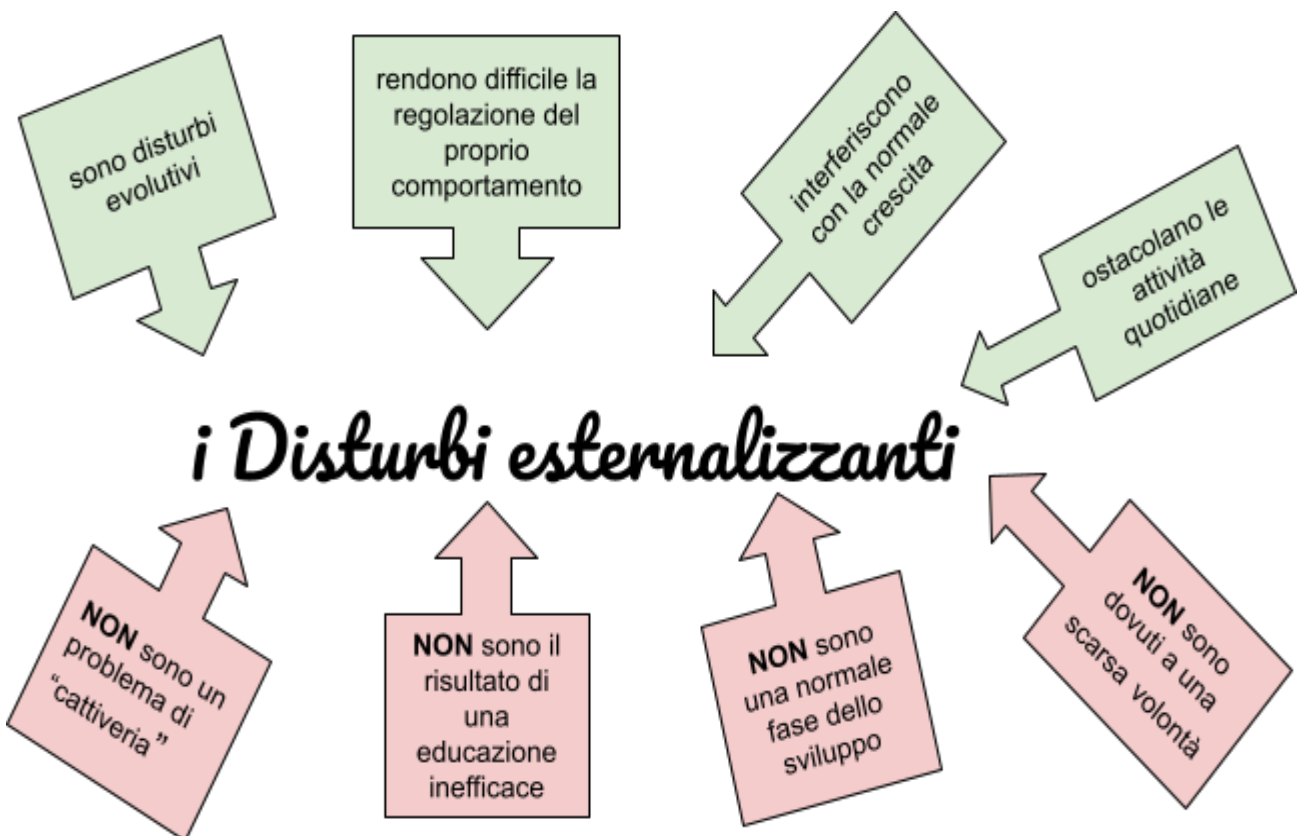 sono disturbi
evolutivi
rendono difficile la
regolazione del
proprio
comportamento
interferiscono
con la normale
crescita
ostacolano le
attività
quotidiane
i Disturbi esternalizzanti
NON sono un
problema di
“cattiveria ”
NON sono il
risultato di
una
educazione
inefficace
NON sono
una normale
fase dello
sviluppo
NON sono
dovuti a una
scarsa volontà